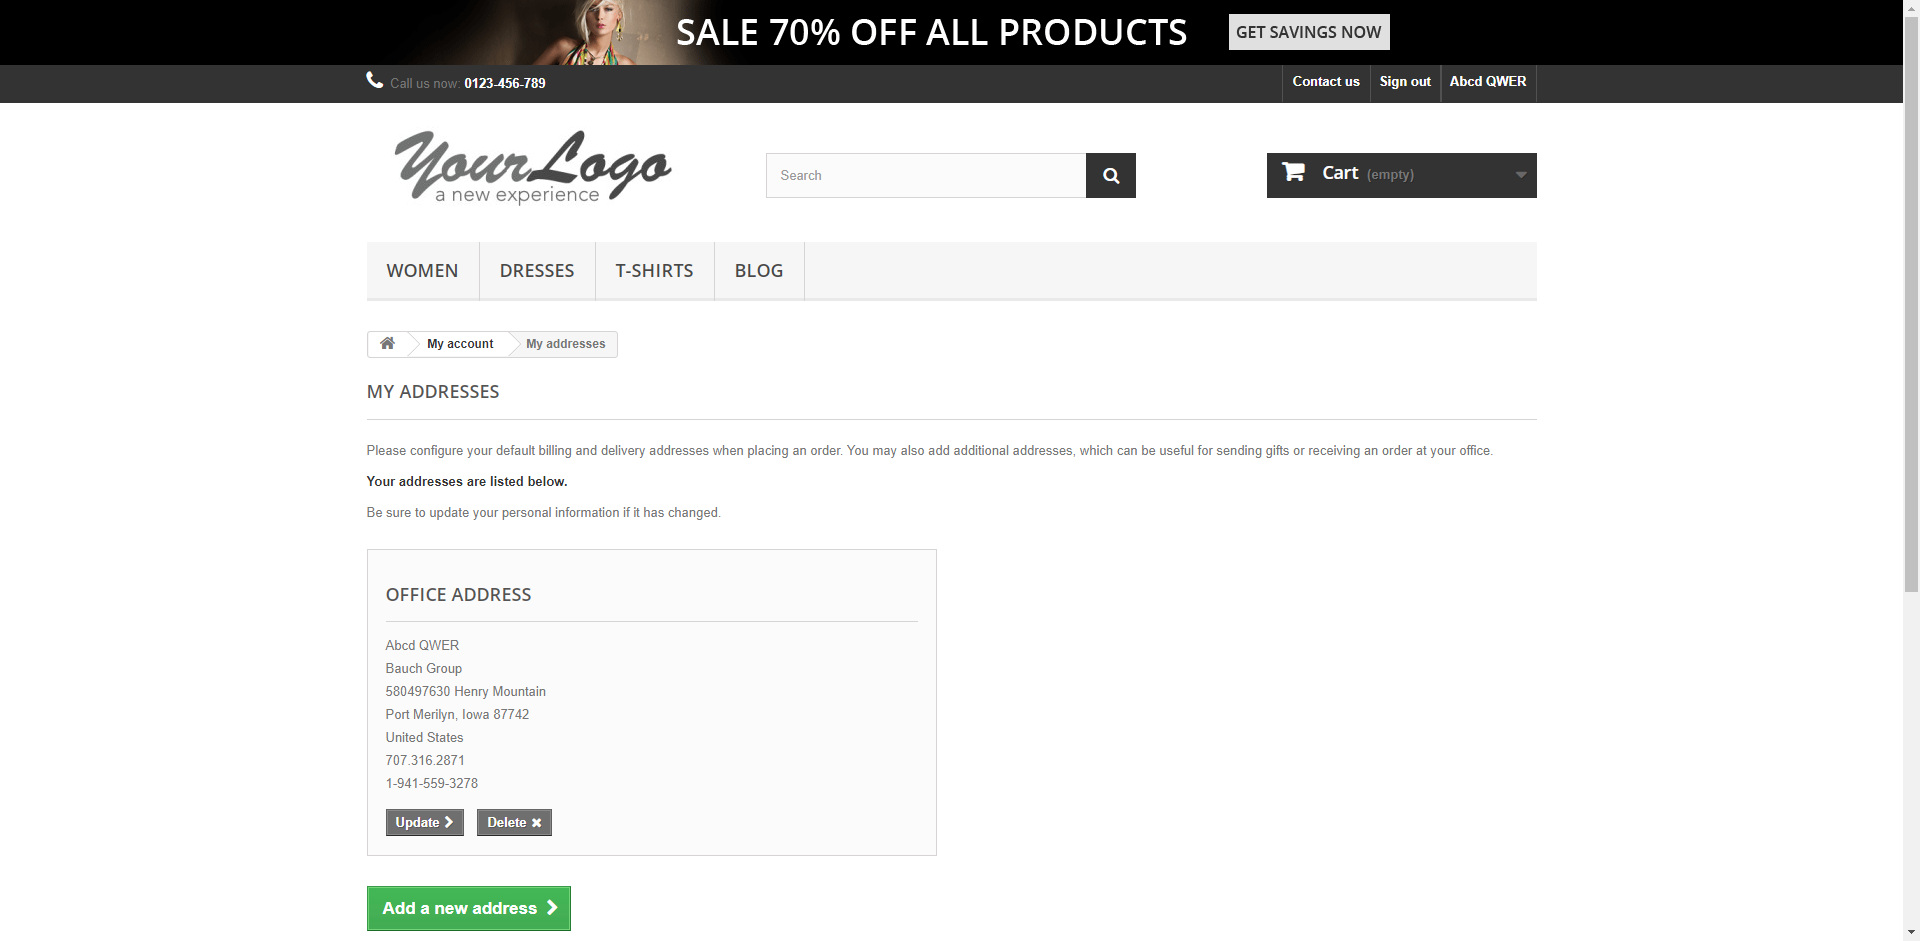 SALE 70% OFF ALL PRODUCTS
GET SAVINGS NOW
Call us now: 0123-456-789
Contact us
Sign out
Abcd QWER
YourLogo
a new experience
Search
Cart (empty)
WOMEN
DRESSES
T-SHIRTS
BLOG
My account
My addresses
MY ADDRESSES
Please configure your default billing and delivery addresses when placing an order. You may also add additional addresses, which can be useful for sending gifts or receiving an order at your office.
Your addresses are listed below.
Be sure to update your personal information if it has changed.
OFFICE ADDRESS
Abcd QWER
Bauch Group
580497630 Henry Mountain
Port Merilyn, Iowa 87742
United States
707.316.2871
1-941-559-3278
Update
Delete
Add a new address